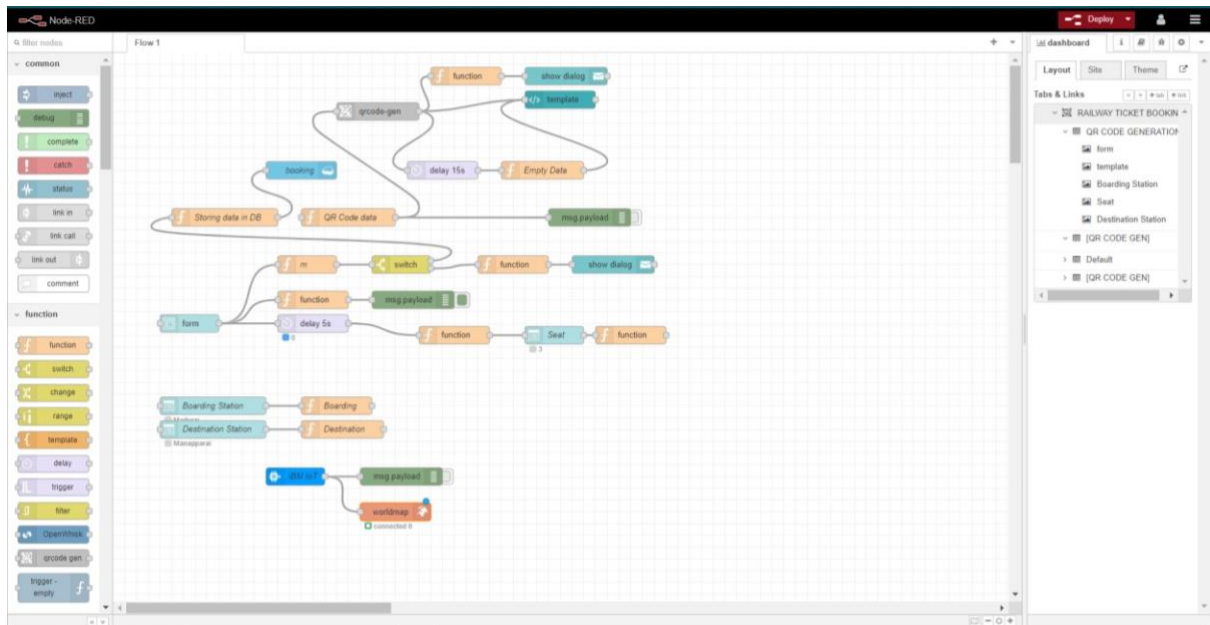 Node-RED
Deploy
filter nodes
Flow 1
dashboard
common
inject
debug
complete
catch
status
link in
link call
link out
comment
function
function
switch
change
range
template
delay
trigger
filter
OpenWhisk
qrcode gen
trigger -
empty
function
show dialog
qrcode-gen
template
booking
delay 15s
Empty Data
Storing data in DB
QR Code data
msg.payload
m
switch
function
show dialog
function
msg.payload
form
delay 5s
0
function
Seat
3
function
Boarding Station
Boarding
Destination Station
Destination
Manapparai
IBM IoT
msg.payload
worldmap
connected
Layout
Site
Theme
Tabs & Links
+ tab
+ link
RAILWAY TICKET BOOKIN
QR CODE GENERATION
form
template
Boarding Station
Seat
Destination Station
[QR CODE GEN]
Default
[QR CODE GEN]